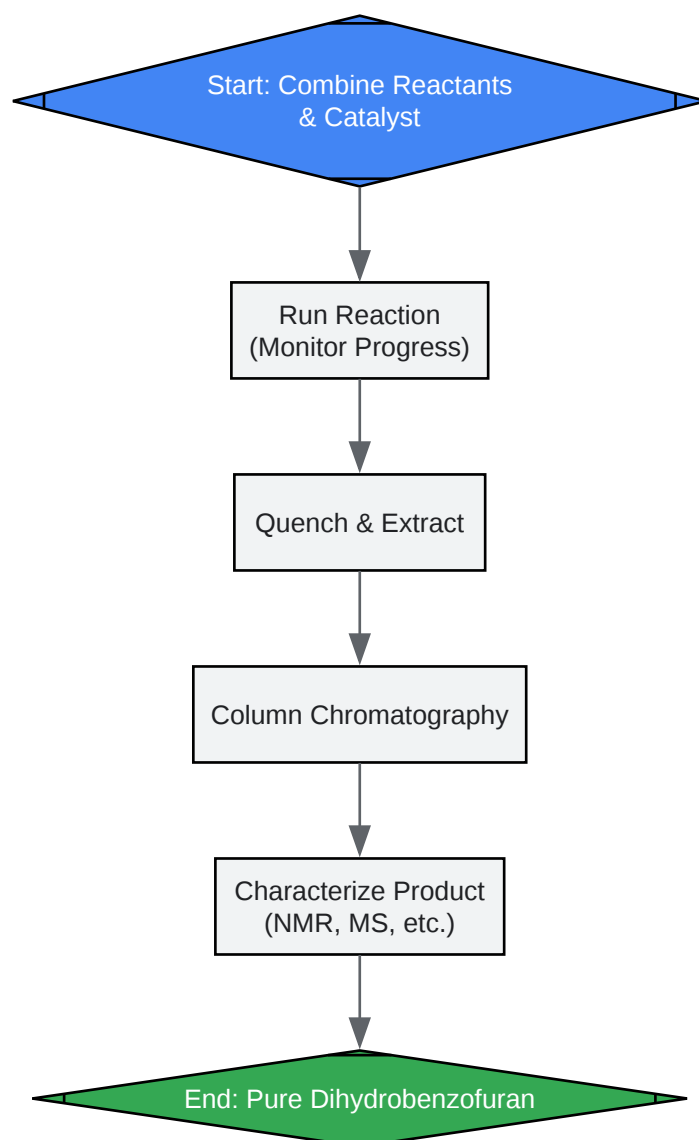 Start: Combine Reactants
& Catalyst
Run Reaction
(Monitor Progress)
Quench & Extract
Column Chromatography
Characterize Product
(NMR, MS, etc.)
End: Pure Dihydrobenzofuran